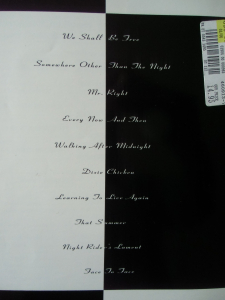 We Shall Be Free
Somewhere Other Than The Night
Mr. Right
Every Now And Then
Walking After Midnight
Dixie Chicken
Learning To Live Again
That Summer
Night Rider's Lament
Face To Face